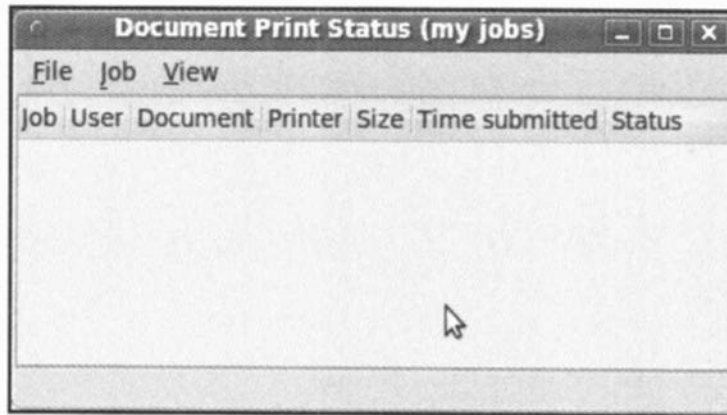 Document Print Status (my jobs)
File Job View
Job User Document Printer Size Time submitted Status